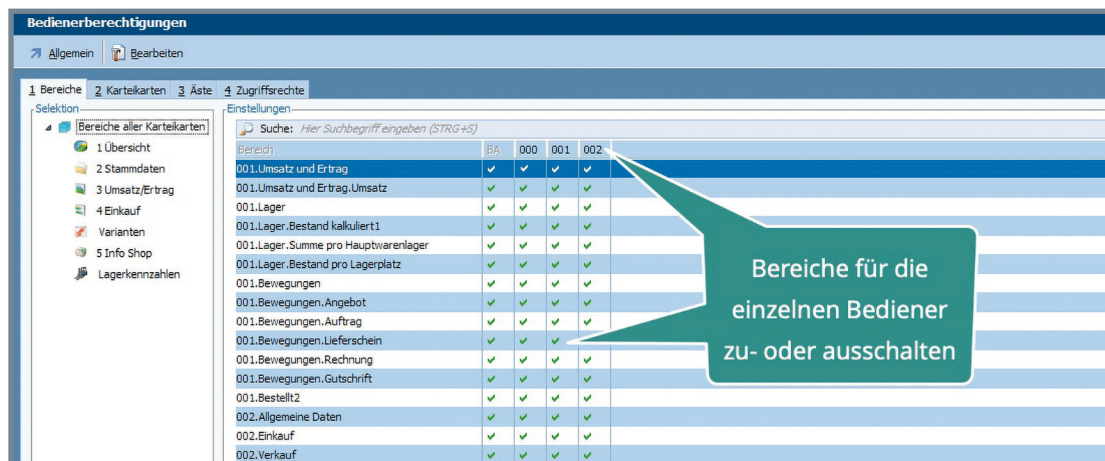 Bedienerberechtigungen
Allgemein Bearbeiten
1 Bereiche 2 Karteikarten 3 Äste 4 Zugriffsrechte
Selektion
Bereiche aller Karteikarten
1 Übersicht
2 Stammdaten
3 Umsatz/Ertrag
4 Einkauf
Varianten
5 Info Shop
Lagerkennzahlen
Einstellungen
Suche: Hier Suchbegriff eingeben (STRG+S)
Bereich BA 000 001 002
001.Umsatz und Ertrag
001.Umsatz und Ertrag.Umsatz
001.Lager
001.Lager.Bestand kalkuliert1
001.Lager.Summe pro Hauptwarenlager
001.Lager.Bestand pro Lagerplatz
001.Bewegungen
001.Bewegungen.Angebot
001.Bewegungen.Auftrag
001.Bewegungen.Lieferschein
001.Bewegungen.Rechnung
001.Bewegungen.Gutschrift
001.Bestellt2
002.Allgemeine Daten
002.Einkauf
002.Verkauf
Bereiche für die
einzelnen Bediener
zu- oder ausschalten